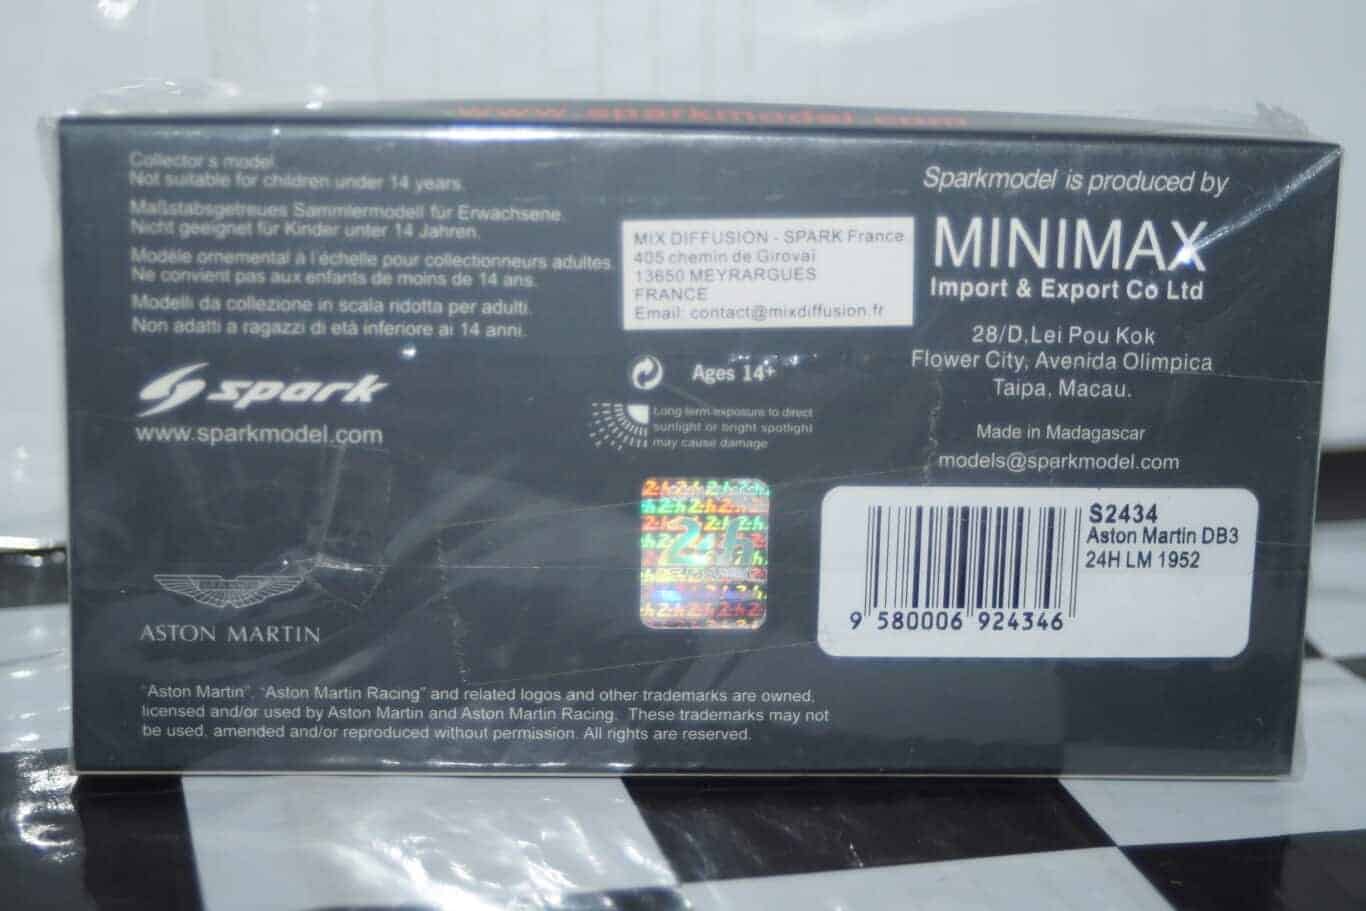 www.sparkmodel.com
Collector s model.
Not suitable for children under 14 years.
Maßstabsgetreues Sammlermodell für Erwachsene.
Nicht geeignet für Kinder unter 14 Jahren.
Modèle ornemental à l'échelle pour collectionneurs adultes.
Ne convient pas aux enfants de moins de 14 ans.
Modelli da collezione in scala ridotta per adulti.
Non adatti a ragazzi di età inferiore ai 14 anni.
spark
www.sparkmodel.com
ASTON MARTIN
"Aston Martin", "Aston Martin Racing" and related logos and other trademarks are owned,
licensed and/or used by Aston Martin and Aston Martin Racing. These trademarks may not
be used, amended and/or reproduced without permission. All rights are reserved.
MIX DIFFUSION - SPARK France
405 chemin de Giroval
13650 MEYRARGUES
FRANCE
Email: contact@mixdiffusion.fr
Ages 14+
Long term exposure to direct
sunlight or bright spotlight
may cause damage
Sparkmodel is produced by
MINIMAX
Import & Export Co Ltd
28/D, Lei Pou Kok
Flower City, Avenida Olimpica
Taipa, Macau.
Made in Madagascar
models@sparkmodel.com
S2434
Aston Martin DB3
24H LM 1952
9 580006 924346